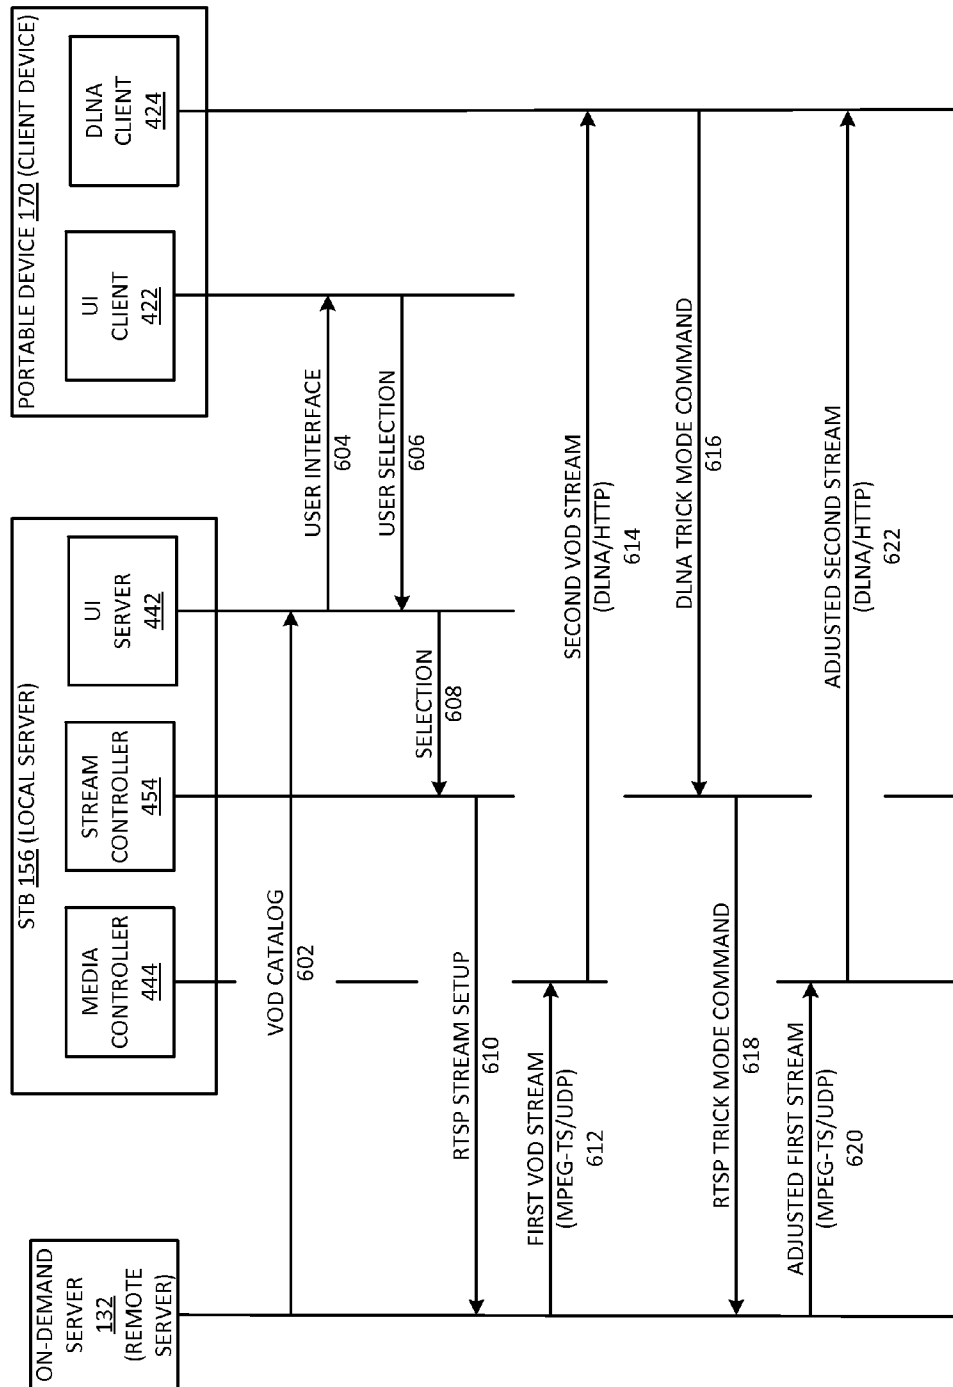 ON-DEMAND
SERVER
132
(REMOTE
SERVER)
STB 156 (LOCAL SERVER)
MEDIA
CONTROLLER
444
STREAM
CONTROLLER
454
UI
SERVER
442
PORTABLE DEVICE 170 (CLIENT DEVICE)
UI
CLIENT
422
DLNA
CLIENT
424
VOD CATALOG
602
USER INTERFACE
604
USER SELECTION
606
SELECTION
608
RTSP STREAM SETUP
610
FIRST VOD STREAM
(MPEG-TS/UDP)
612
SECOND VOD STREAM
(DLNA/HTTP)
614
DLNA TRICK MODE COMMAND
616
RTSP TRICK MODE COMMAND
618
ADJUSTED FIRST STREAM
(MPEG-TS/UDP)
620
ADJUSTED SECOND STREAM
(DLNA/HTTP)
622